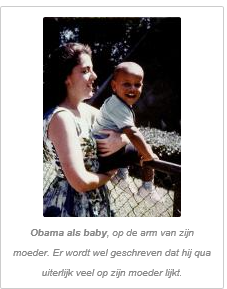 Obama als baby, op de arm van zijn
moeder. Er wordt wel geschreven dat hij qua
uiterlijk veel op zijn moeder lijkt.